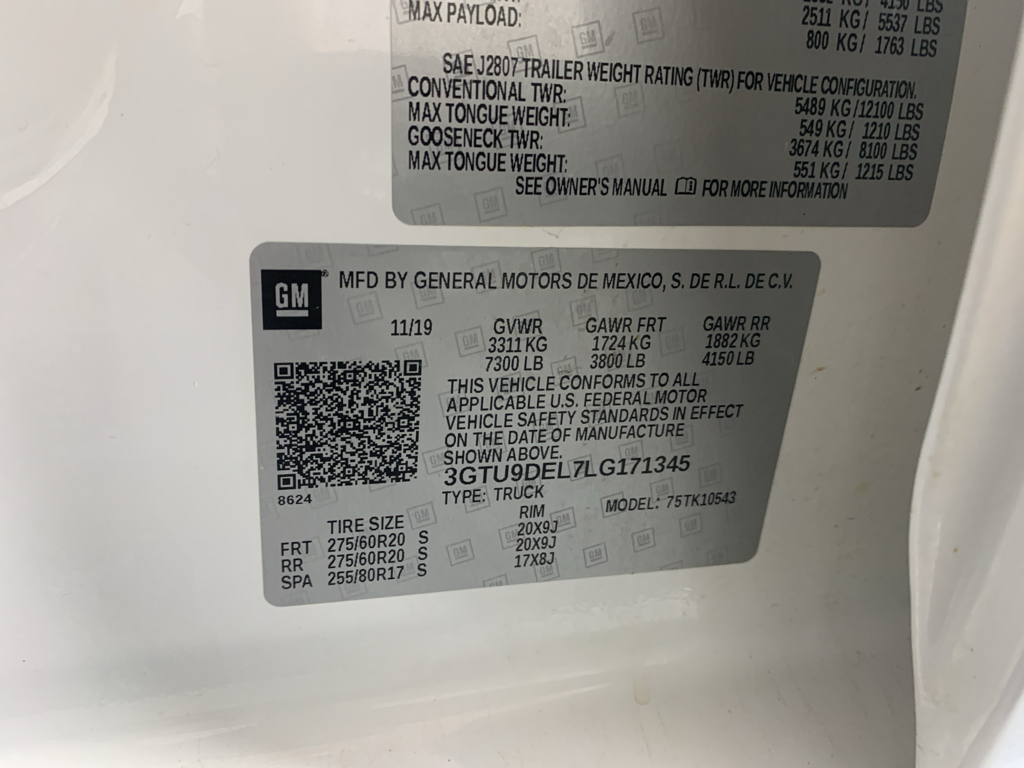 4150 LBS
MAX PAYLOAD:
2511 KG/ 5537 LBS
800 KG/ 1763 LBS
SAE J2807 TRAILER WEIGHT RATING (TWR) FOR VEHICLE CONFIGURATION.
CONVENTIONAL TWR: 5489 KG/12100 LBS
MAX TONGUE WEIGHT: 549 KG/ 1210 LBS
GOOSENECK TWR: 3674 KG/ 8100 LBS
MAX TONGUE WEIGHT: 551 KG/ 1215 LBS
SEE OWNER'S MANUAL FOR MORE INFORMATION
GM® MFD BY GENERAL MOTORS DE MEXICO, S. DE R.L. DE C.V.
11/19 GVWR GAWR FRT GAWR RR
3311 KG 1724 KG 1882 KG
7300 LB 3800 LB 4150 LB
THIS VEHICLE CONFORMS TO ALL
APPLICABLE U.S. FEDERAL MOTOR
VEHICLE SAFETY STANDARDS IN EFFECT
ON THE DATE OF MANUFACTURE
SHOWN ABOVE.
3GTU9DEL7LG171345
8624
TYPE: TRUCK MODEL: 75TK10543
TIRE SIZE RIM
FRT 275/60R20 S 20X9J
RR 275/60R20 S 20X9J
SPA 255/80R17 S 17X8J